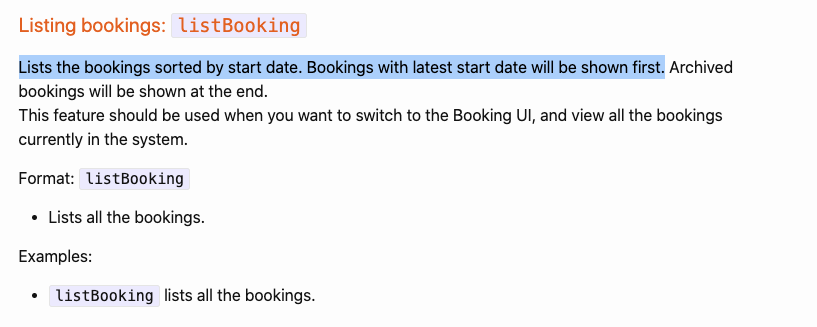 Listing bookings: listBooking
Lists the bookings sorted by start date. Bookings with latest start date will be shown first. Archived
bookings will be shown at the end.
This feature should be used when you want to switch to the Booking UI, and view all the bookings
currently in the system.
Format: listBooking
• Lists all the bookings.
Examples:
• listBooking lists all the bookings.